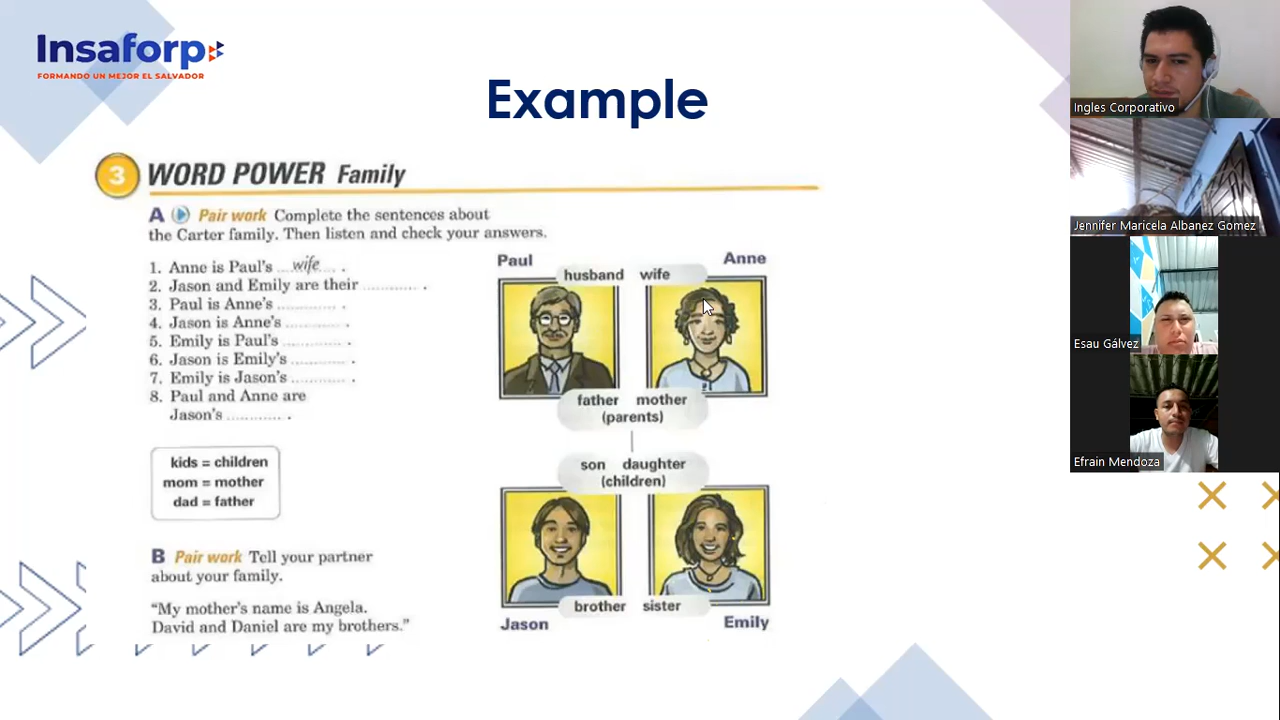 Insaforp
FORMANDO UN MEJOR EL SALVADOR
Example
3 WORD POWER Family
A Pair work Complete the sentences about
the Carter family. Then listen and check your answers.
1. Anne is Paul's ....wife.... .
2. Jason and Emily are their ............ .
3. Paul is Anne's ............ .
4. Jason is Anne's ............ .
5. Emily is Paul's ............ .
6. Jason is Emily's ............ .
7. Emily is Jason's ............ .
8. Paul and Anne are
Jason's ............ .
kids = children
mom = mother
dad = father
B Pair work Tell your partner
about your family.
"My mother's name is Angela.
David and Daniel are my brothers."
Paul
Anne
husband wife
father mother
(parents)
son daughter
(children)
brother sister
Jason
Emily
Ingles Corporativo
Jennifer Maricela Albanez Gomez
Esau Gálvez
Efrain Mendoza